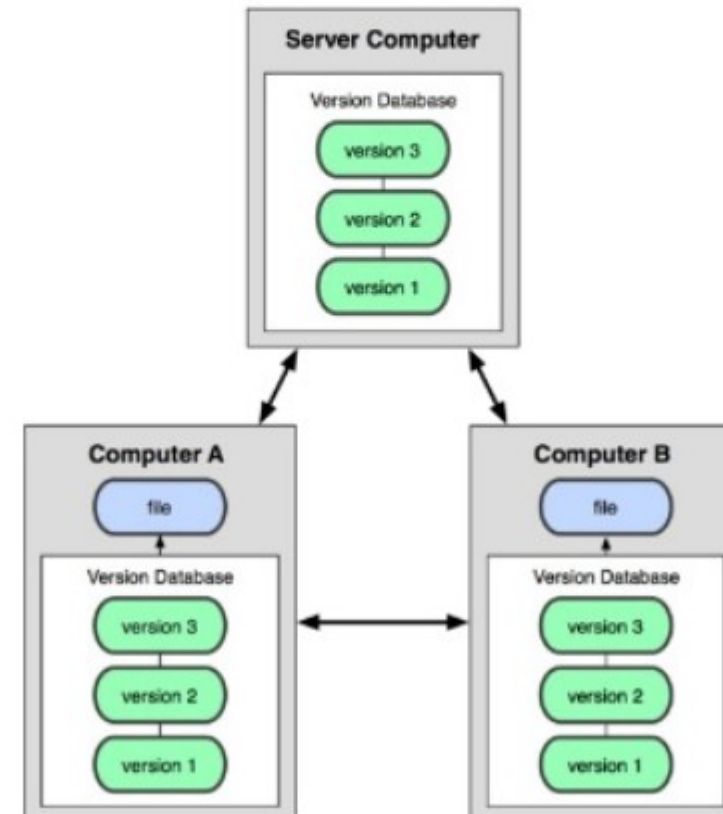 Server Computer
Version Database
version 3
version 2
version 1
Computer A
file
Version Database
version 3
version 2
version 1
Computer B
file
Version Database
version 3
version 2
version 1